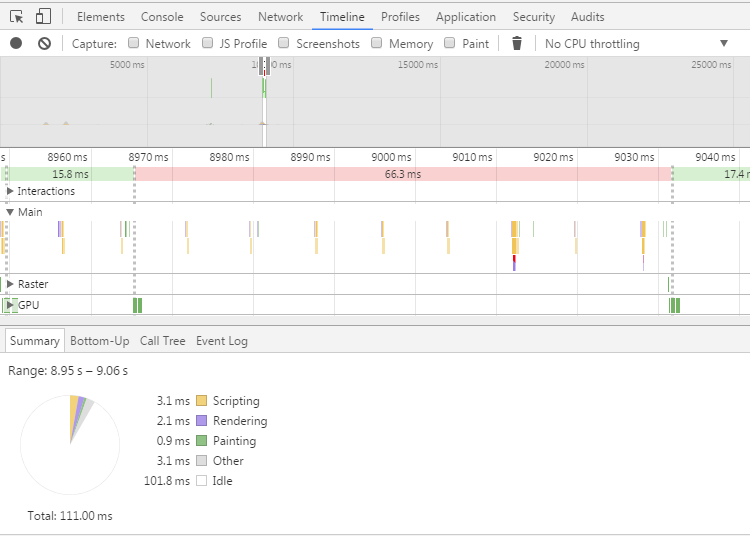 Elements Console Sources Network Timeline Profiles Application Security Audits
Capture: Network JS Profile Screenshots Memory Paint No CPU throttling
5000 ms 15000 ms 20000 ms 25000 ms
8960 ms 8970 ms 8980 ms 8990 ms 9000 ms 9010 ms 9020 ms 9030 ms 9040 ms
15.8 ms 66.3 ms 17.4
Interactions
Main
Raster
GPU
Summary Bottom-Up Call Tree Event Log
Range: 8.95 s – 9.06 s
3.1 ms Scripting
2.1 ms Rendering
0.9 ms Painting
3.1 ms Other
101.8 ms Idle
Total: 111.00 ms